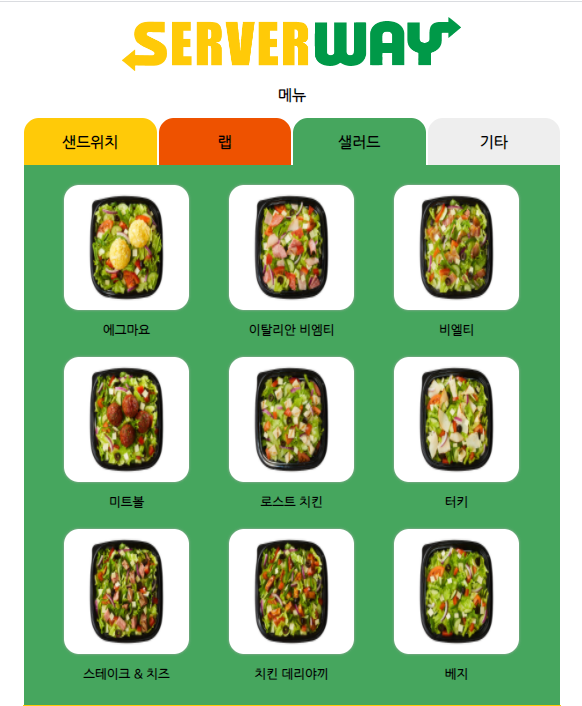 SERVERWAY
메뉴
샌드위치 랩 샐러드 기타
에그마요 이탈리안 비엠티 비엘티
미트볼 로스트 치킨 터키
스테이크 & 치즈 치킨 데리야끼 베지